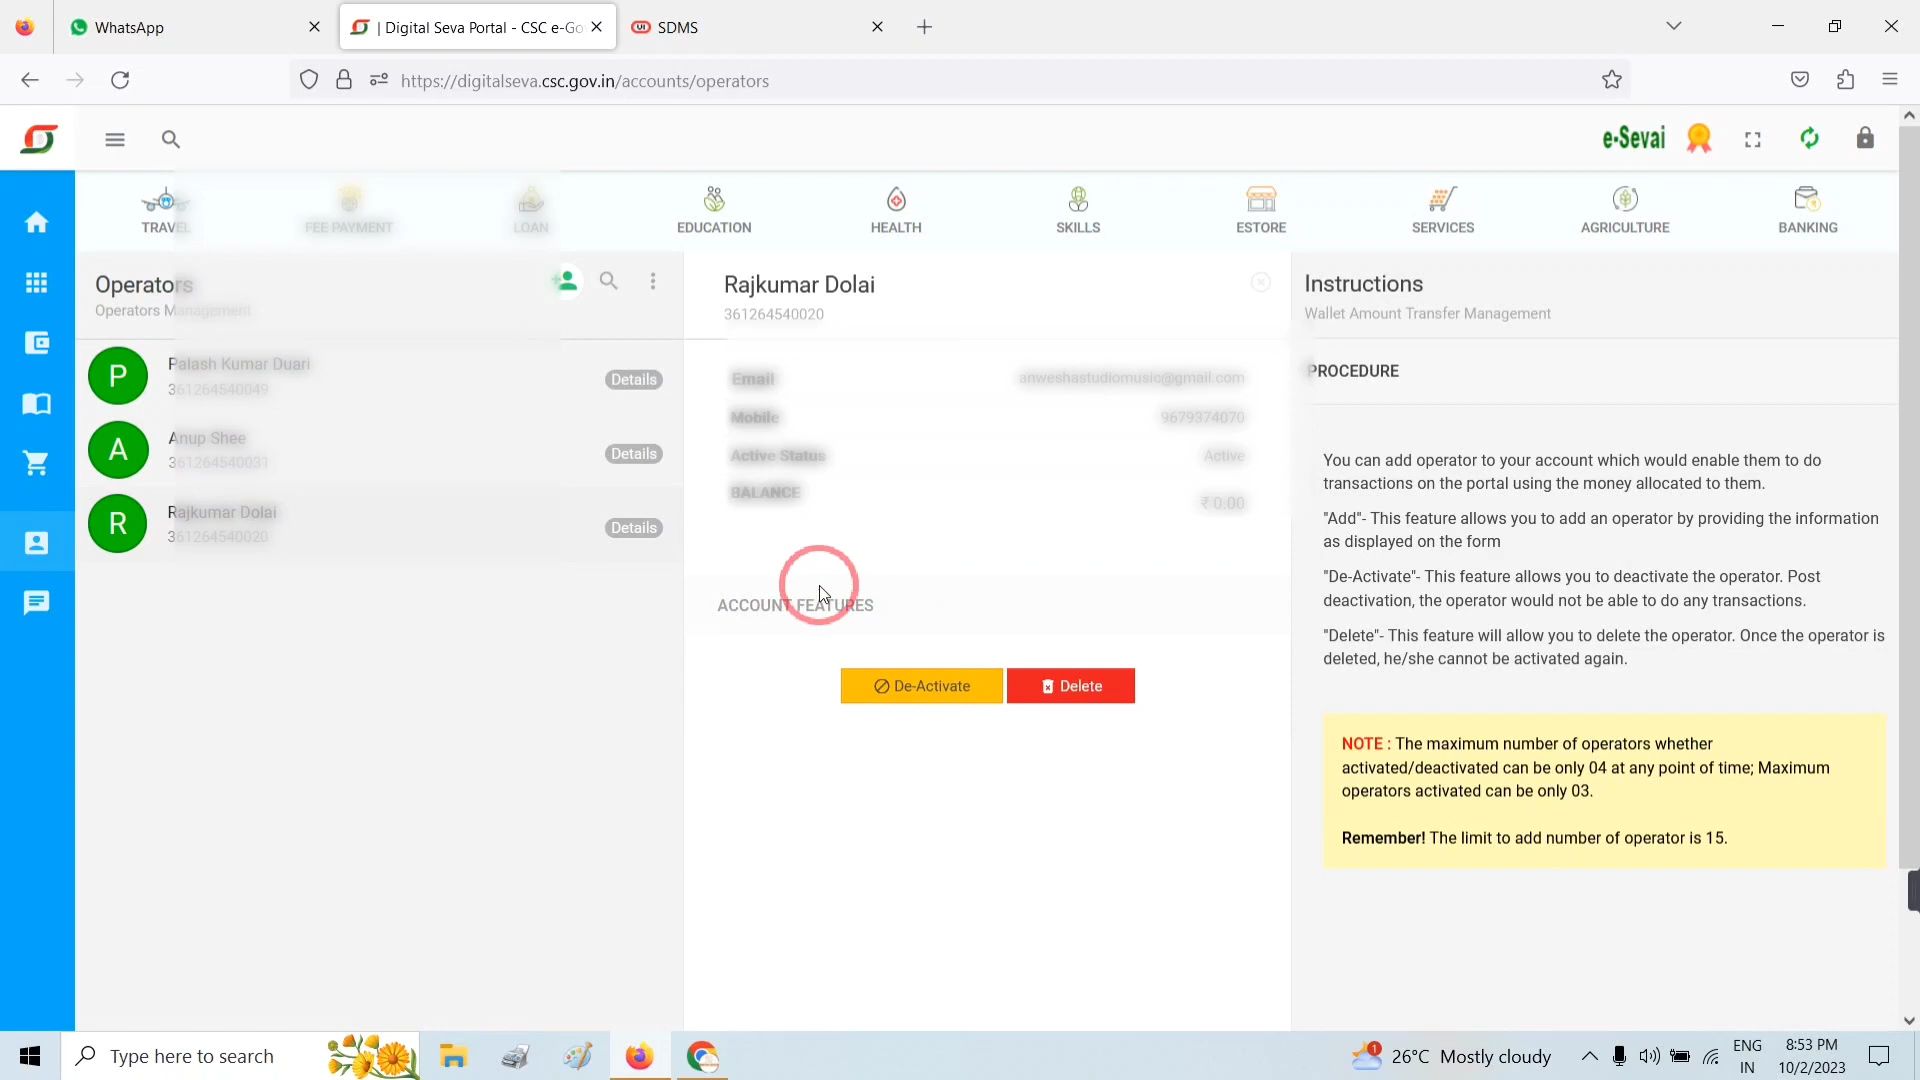 WhatsApp
| Digital Seva Portal - CSC e-Go
SDMS
https://digitalseva.csc.gov.in/accounts/operators
e-Sevai
TRAVEL
FEE PAYMENT
LOAN
EDUCATION
HEALTH
SKILLS
ESTORE
SERVICES
AGRICULTURE
BANKING
Operators
Operators Management
P
Palash Kumar Duari
361264540049
Details
A
Anup Shee
361264540031
Details
R
Rajkumar Dolai
361264540020
Details
Rajkumar Dolai
361264540020
Email anweshastudiomusic@gmail.com
Mobile 9679374070
Active Status Active
BALANCE ₹ 0.00
ACCOUNT FEATURES
De-Activate
Delete
Instructions
Wallet Amount Transfer Management
PROCEDURE
You can add operator to your account which would enable them to do
transactions on the portal using the money allocated to them.
"Add"- This feature allows you to add an operator by providing the information
as displayed on the form
"De-Activate"- This feature allows you to deactivate the operator. Post
deactivation, the operator would not be able to do any transactions.
"Delete"- This feature will allow you to delete the operator. Once the operator is
deleted, he/she cannot be activated again.
NOTE : The maximum number of operators whether
activated/deactivated can be only 04 at any point of time; Maximum
operators activated can be only 03.
Remember! The limit to add number of operator is 15.
Type here to search
1
26°C Mostly cloudy
ENG
IN
8:53 PM
10/2/2023